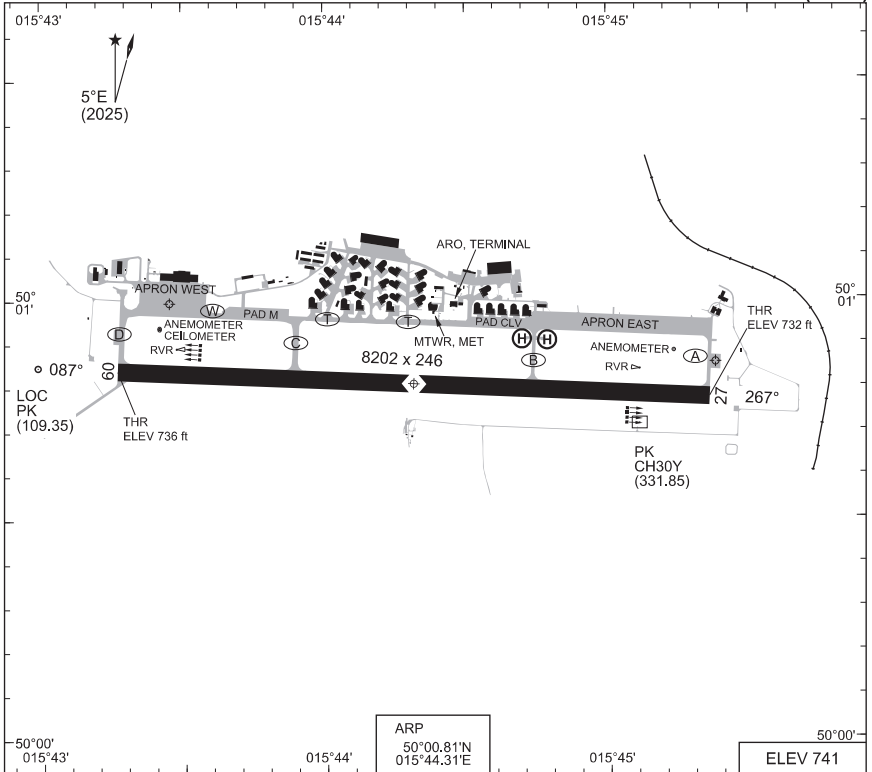 015°43'
015°44'
015°45'
5°E
(2025)
ARO, TERMINAL
APRON WEST
50°
01'
50°
01'
THR
ELEV 732 ft
W
PAD M
T
T
PAD CLV
APRON EAST
ANEMOMETER
CEILOMETER
D
RVR
C
MTWR, MET
H
H
B
ANEMOMETER
A
RVR
8202 x 246
087°
09
27
267°
LOC
PK
(109.35)
THR
ELEV 736 ft
PK
CH30Y
(331.85)
50°00'
015°43'
015°44'
ARP
50°00.81'N
015°44.31'E
015°45'
50°00'
ELEV 741